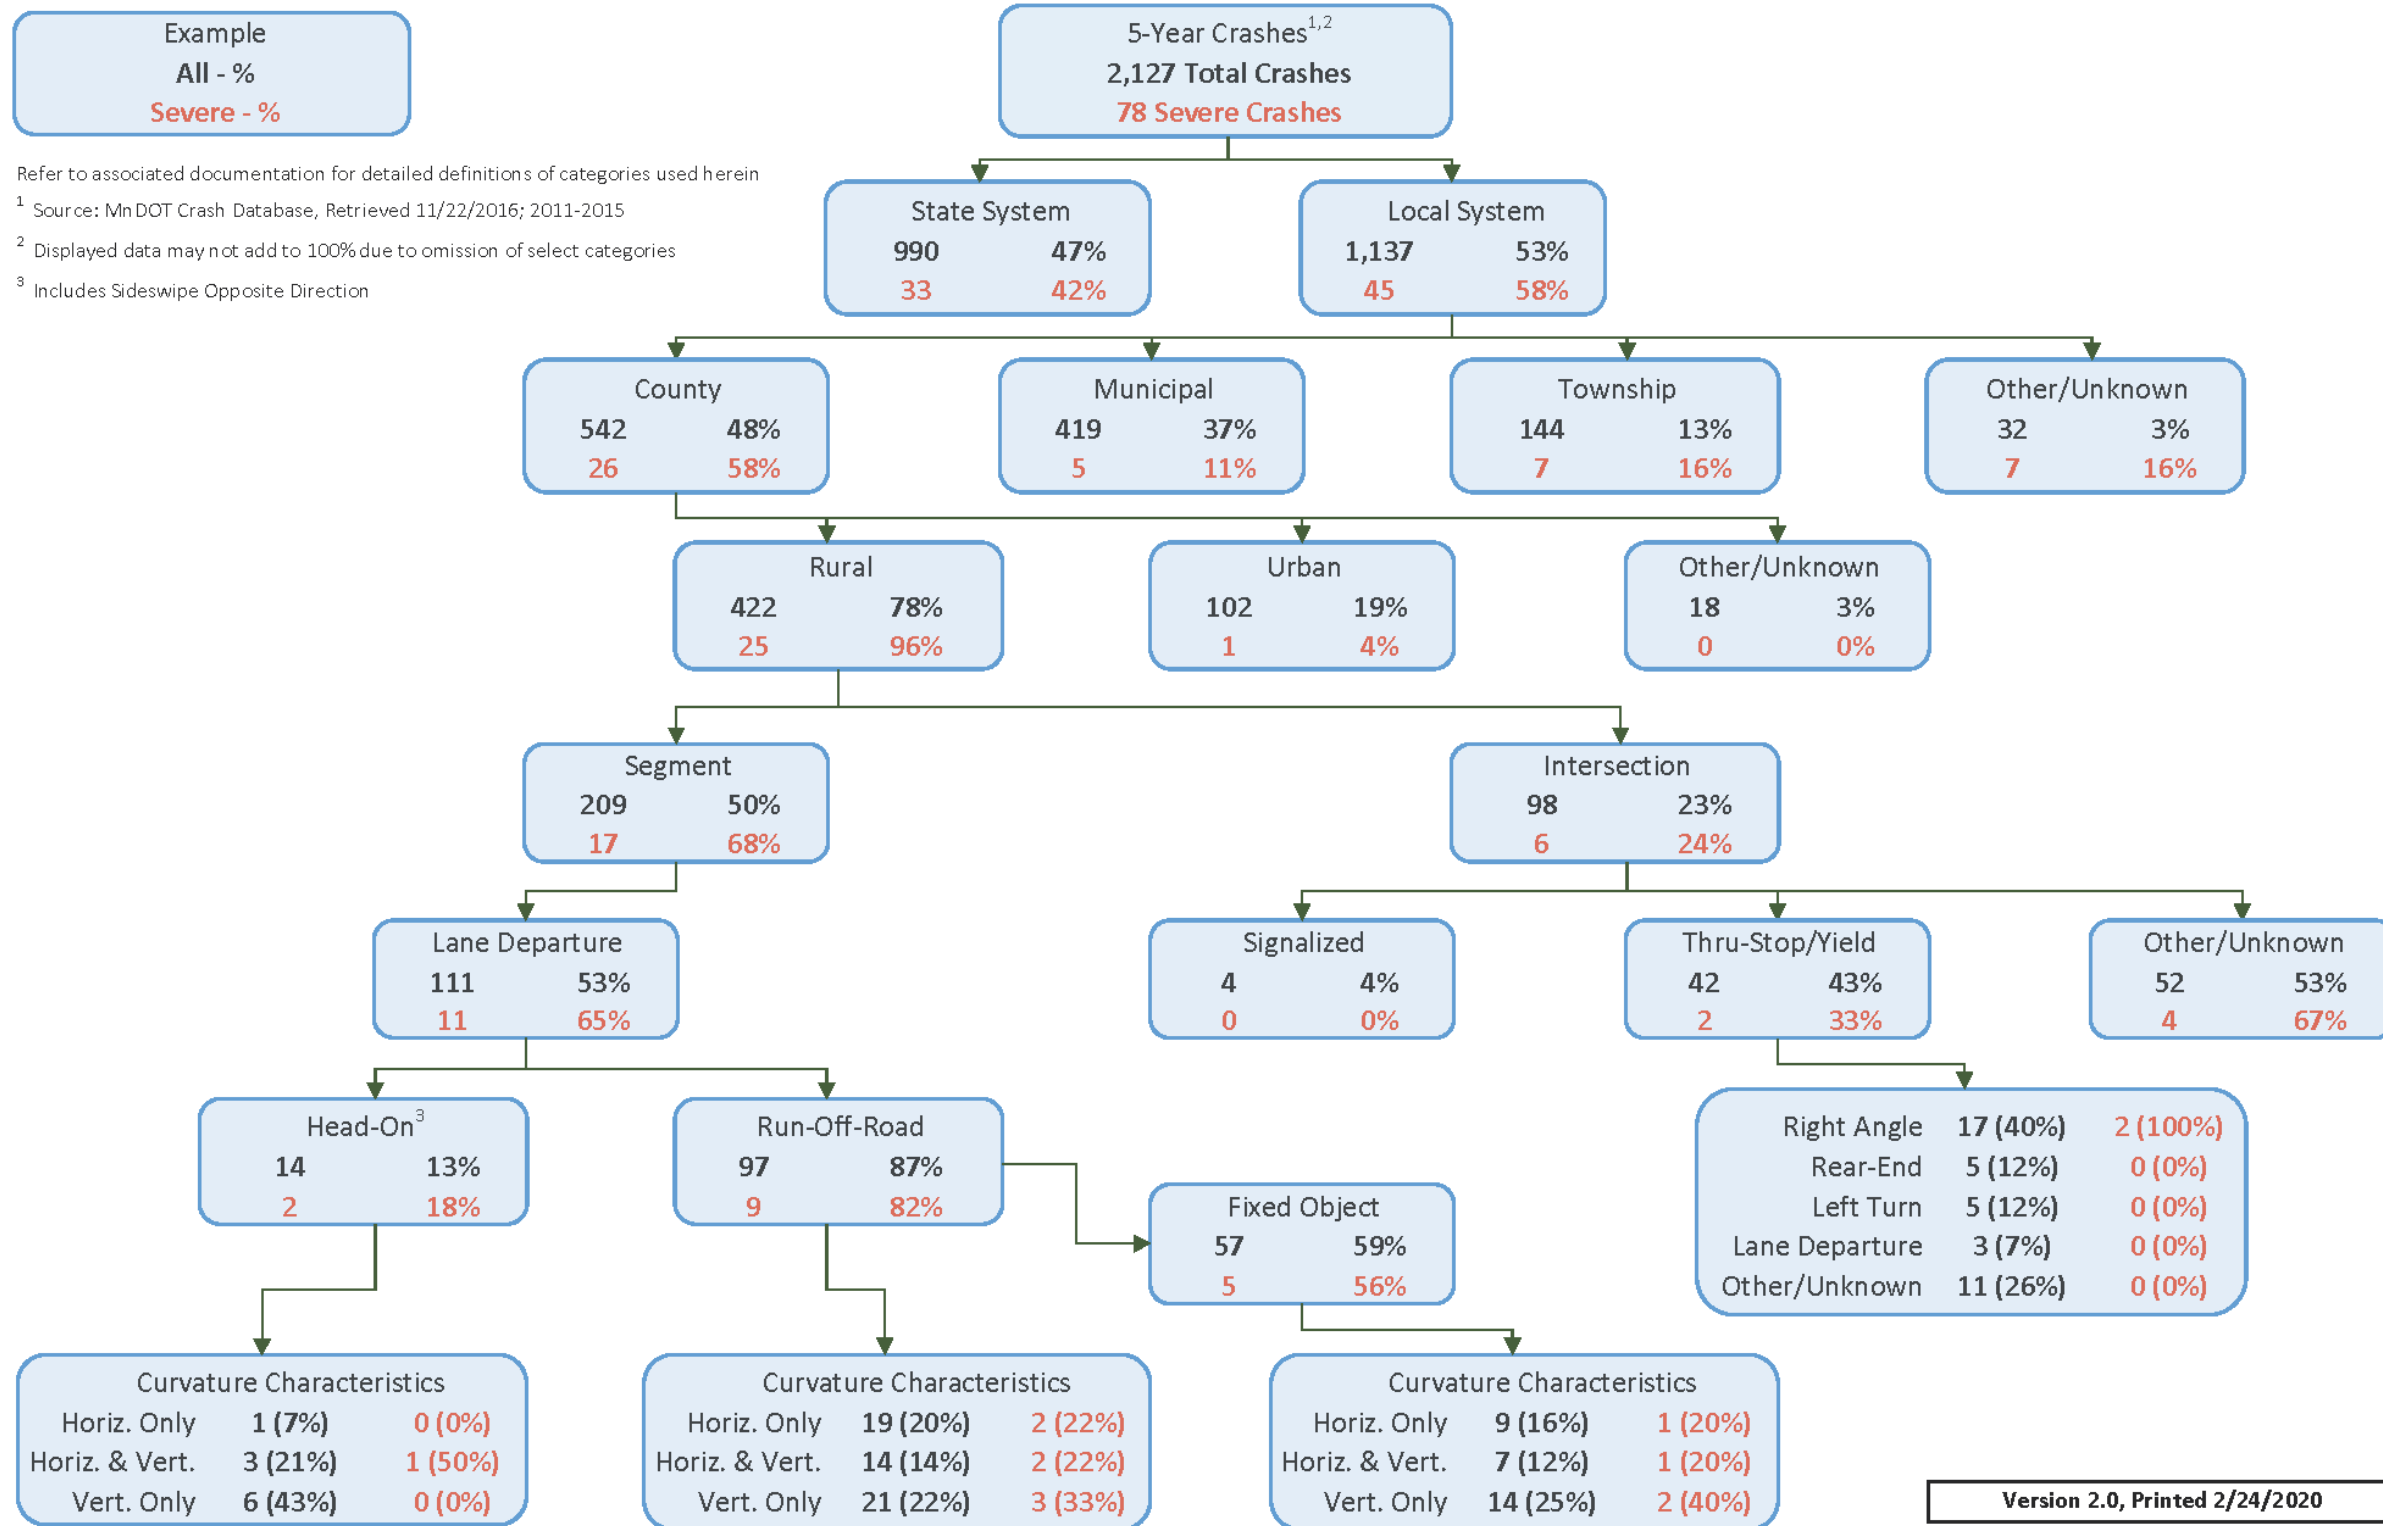 Example
All - %
Severe - %
5-Year Crashes1,2
2,127 Total Crashes
78 Severe Crashes
Refer to associated documentation for detailed definitions of categories used herein
1 Source: MnDOT Crash Database, Retrieved 11/22/2016; 2011-2015
2 Displayed data may not add to 100% due to omission of select categories
3 Includes Sideswipe Opposite Direction
State System
990 47%
33 42%
Local System
1,137 53%
45 58%
County
542 48%
26 58%
Municipal
419 37%
5 11%
Township
144 13%
7 16%
Other/Unknown
32 3%
7 16%
Rural
422 78%
25 96%
Urban
102 19%
1 4%
Other/Unknown
18 3%
0 0%
Segment
209 50%
17 68%
Intersection
98 23%
6 24%
Lane Departure
111 53%
11 65%
Signalized
4 4%
0 0%
Thru-Stop/Yield
42 43%
2 33%
Other/Unknown
52 53%
4 67%
Head-On3
14 13%
2 18%
Run-Off-Road
97 87%
9 82%
Fixed Object
57 59%
5 56%
Right Angle 17 (40%) 2 (100%)
Rear-End 5 (12%) 0 (0%)
Left Turn 5 (12%) 0 (0%)
Lane Departure 3 (7%) 0 (0%)
Other/Unknown 11 (26%) 0 (0%)
Curvature Characteristics
Horiz. Only 1 (7%) 0 (0%)
Horiz. & Vert. 3 (21%) 1 (50%)
Vert. Only 6 (43%) 0 (0%)
Curvature Characteristics
Horiz. Only 19 (20%) 2 (22%)
Horiz. & Vert. 14 (14%) 2 (22%)
Vert. Only 21 (22%) 3 (33%)
Curvature Characteristics
Horiz. Only 9 (16%) 1 (20%)
Horiz. & Vert. 7 (12%) 1 (20%)
Vert. Only 14 (25%) 2 (40%)
Version 2.0, Printed 2/24/2020